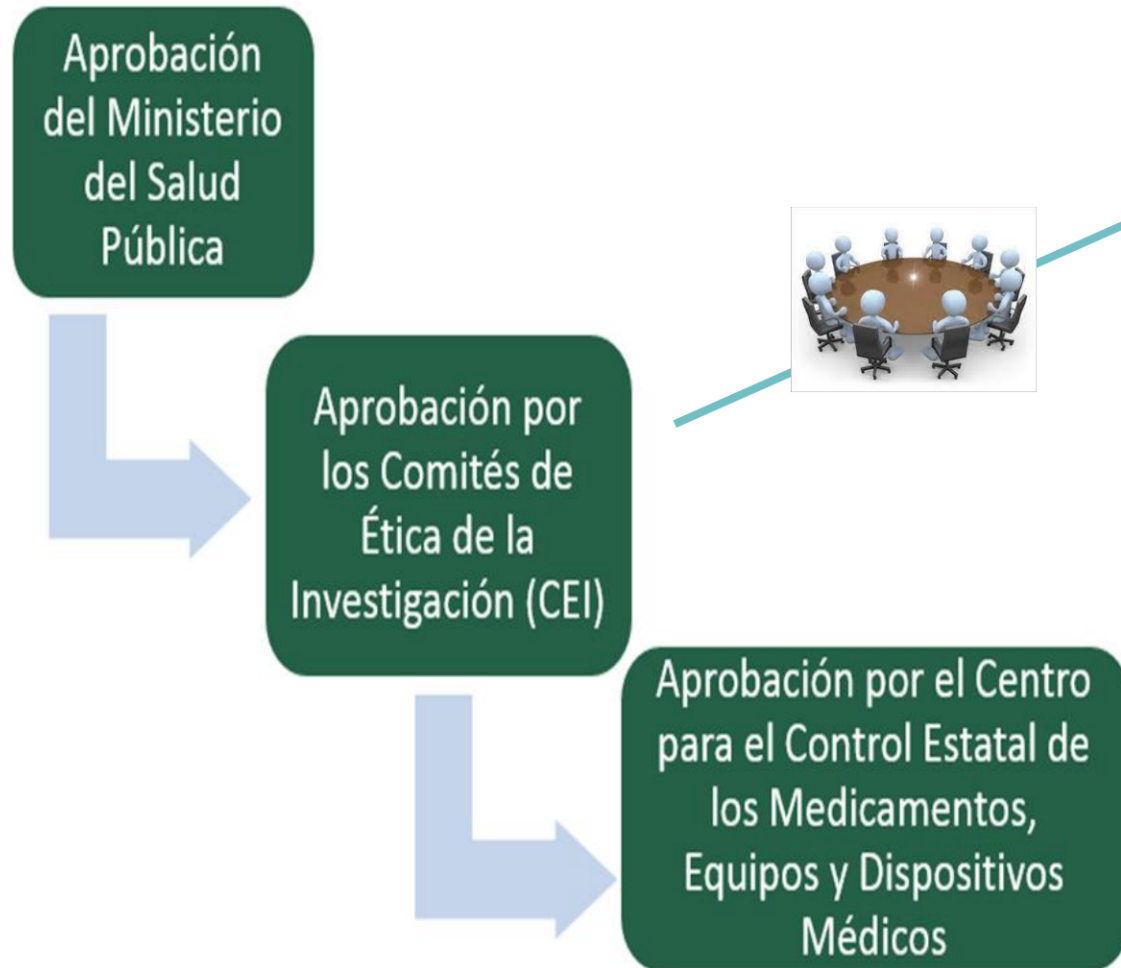 Aprobación
del Ministerio
del Salud
Pública
Aprobación por
los Comités de
Ética de la
Investigación (CEI)
Aprobación por el Centro
para el Control Estatal de
los Medicamentos,
Equipos y Dispositivos
Médicos